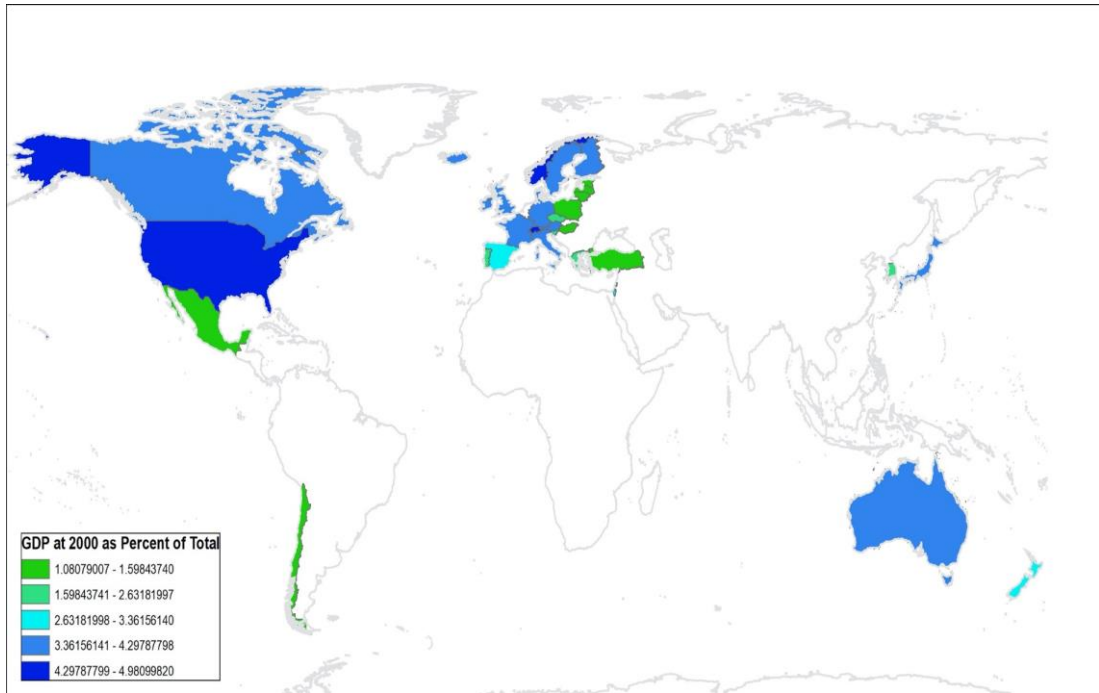 GDP at 2000 as Percent of Total
1.08079007 - 1.59843740
1.59843741 - 2.63181997
2.63181998 - 3.36156140
3.36156141 - 4.29787798
4.29787799 - 4.98099820